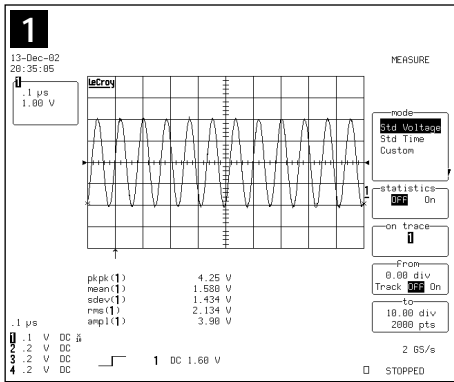 1
13-Dec-02
20:35:05
MEASURE
1
.1 µs
1.00 V
LeCroy
mode
Std Voltage
Std Time
Custom
1
statistics
OFF On
on trace
1
from
0.00 div
Track OFF On
to
10.00 div
2000 pts
pkpk(1) 4.25 V
mean(1) 1.580 V
sdev(1) 1.434 V
rms(1) 2.134 V
ampl(1) 3.90 V
.1 µs
1 .1 V DC
2 .2 V DC
3 .2 V DC
4 .2 V DC
1 DC 1.60 V
2 GS/s
STOPPED